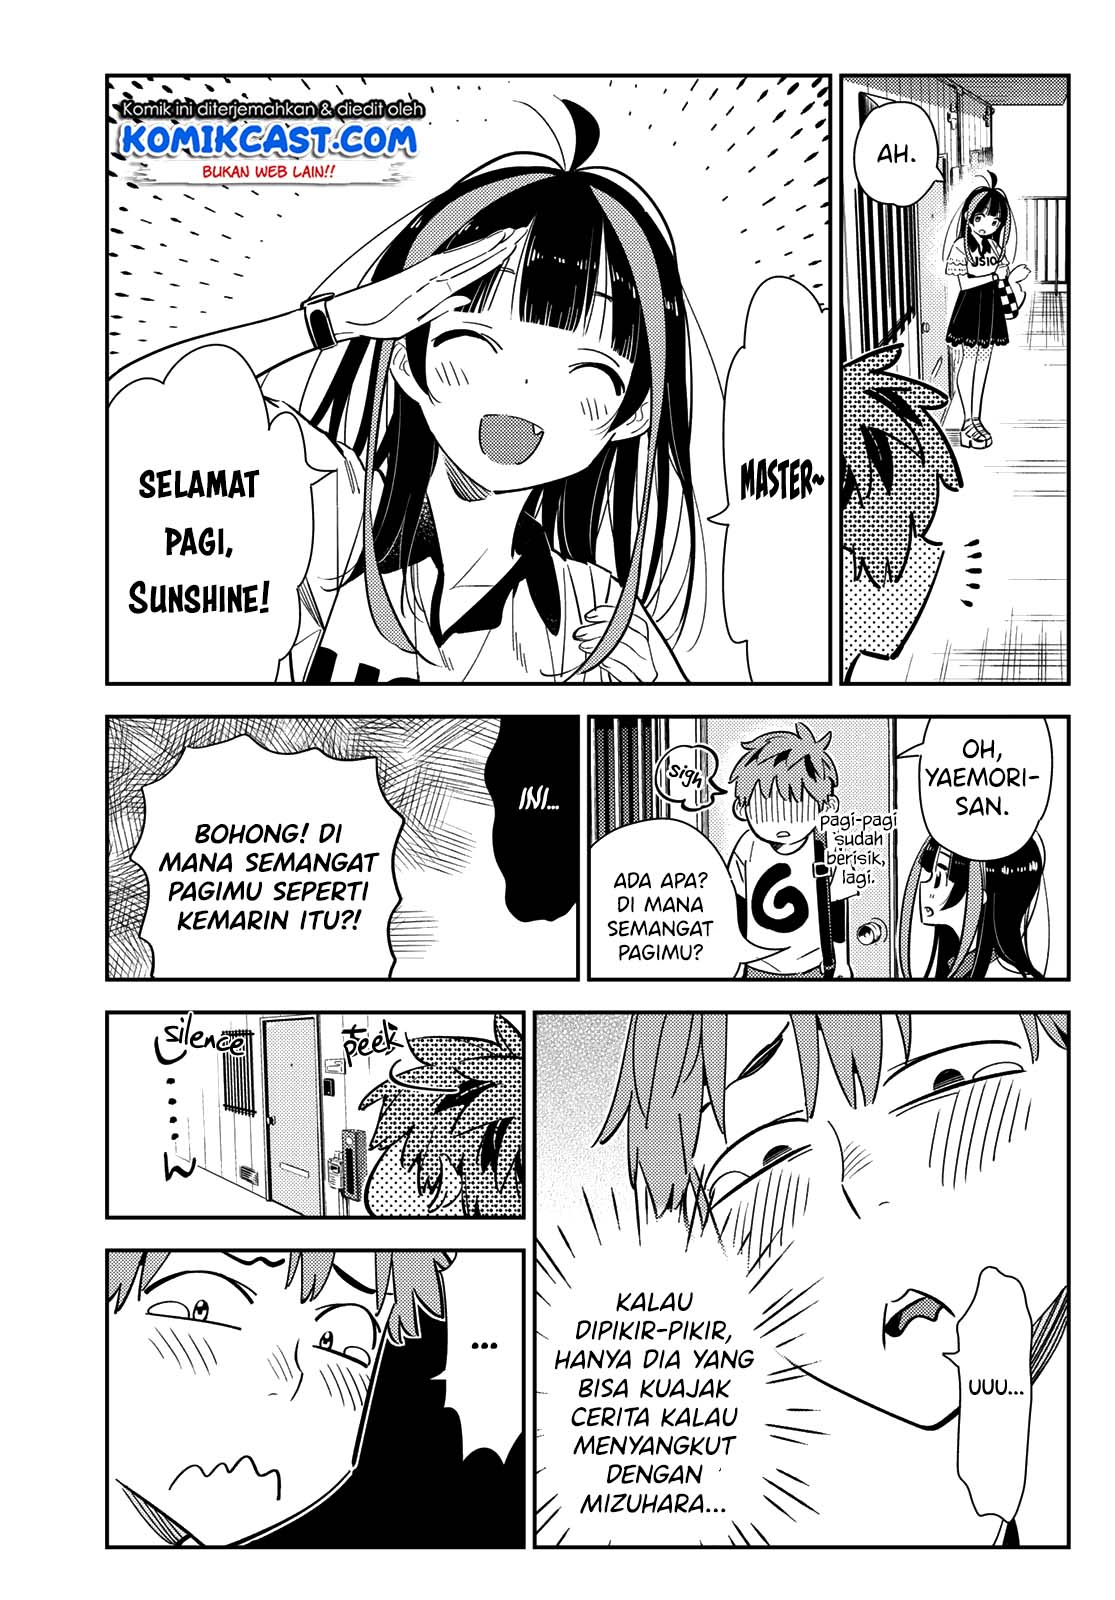 Komik ini diterjemahkan & diedit oleh
KOMIKCAST.COM
BUKAN WEB LAIN!!
AH.
JS10
MASTER~
SELAMAT
PAGI,
SUNSHINE!
OH,
YAEMORI-
SAN.
sigh
pagi-pagi
sudah
berisik,
lagi.
6
ADA APA?
DI MANA
SEMANGAT
PAGIMU?
INI...
BOHONG! DI
MANA SEMANGAT
PAGIMU SEPERTI
KEMARIN ITU?!
UUU...
KALAU
DIPIKIR-PIKIR,
HANYA DIA YANG
BISA KUAJAK
CERITA KALAU
MENYANGKUT
DENGAN
MIZUHARA...
peek
silence
...